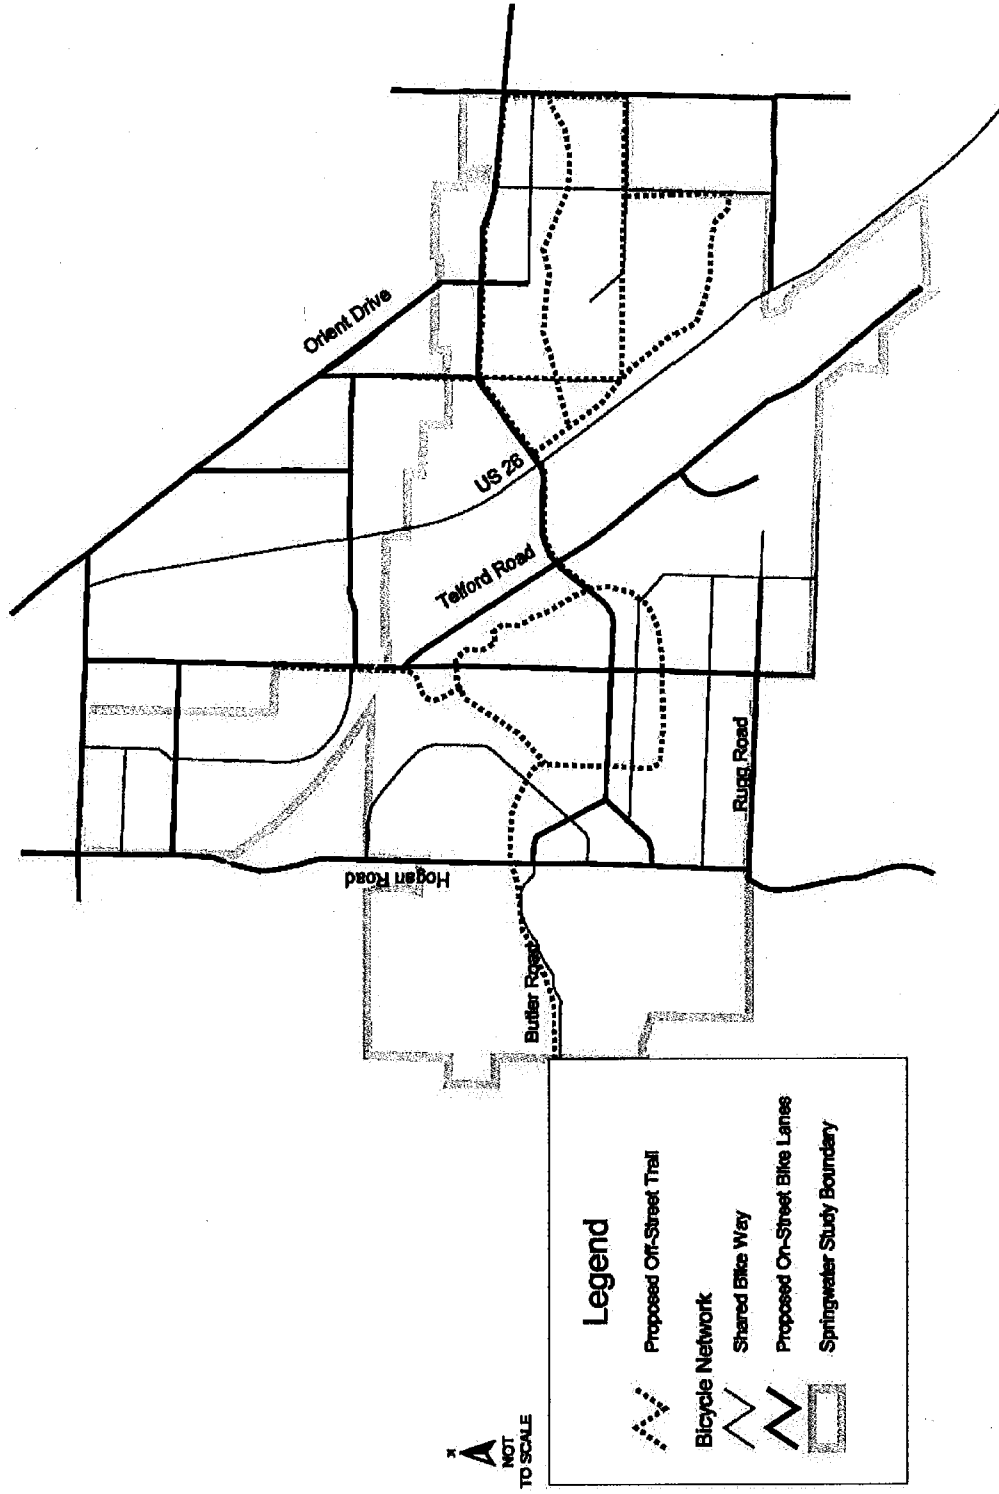 Orient Drive
US 26
Telford Road
Hogan Road
Rugg Road
Butler Road
N
NOT
TO SCALE
Legend
Proposed Off-Street Trail
Bicycle Network
Shared Bike Way
Proposed On-Street Bike Lanes
Springwater Study Boundary